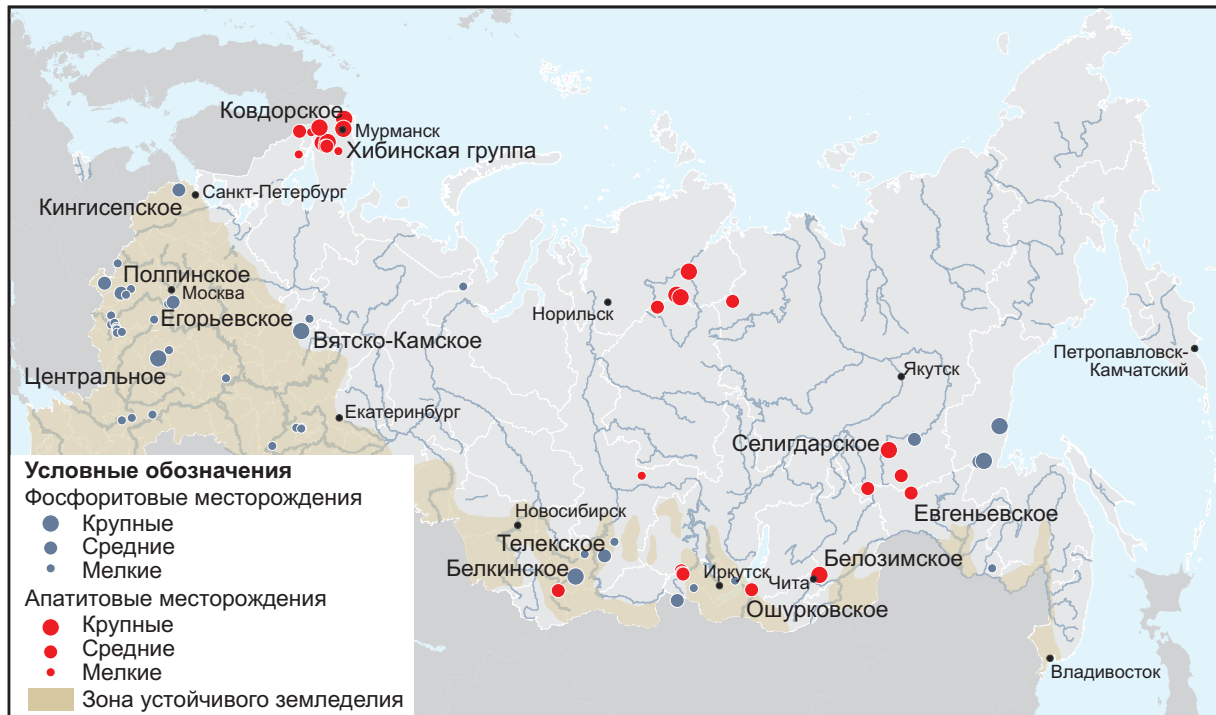 Ковдорское
Мурманск
Хибинская группа
Санкт-Петербург
Кингисепское
Полпинское
Москва
Егорьевское
Вятско-Камское
Центральное
Екатеринбург
Норильск
Якутск
Петропавловск-
Камчатский
Селигдарское
Евгеньевское
Новосибирск
Телекское
Белкинское
Иркутск
Чита
Белозимское
Ошурковское
Владивосток
Условные обозначения
Фосфоритовые месторождения
Крупные
Средние
Мелкие
Апатитовые месторождения
Крупные
Средние
Мелкие
Зона устойчивого земледелия